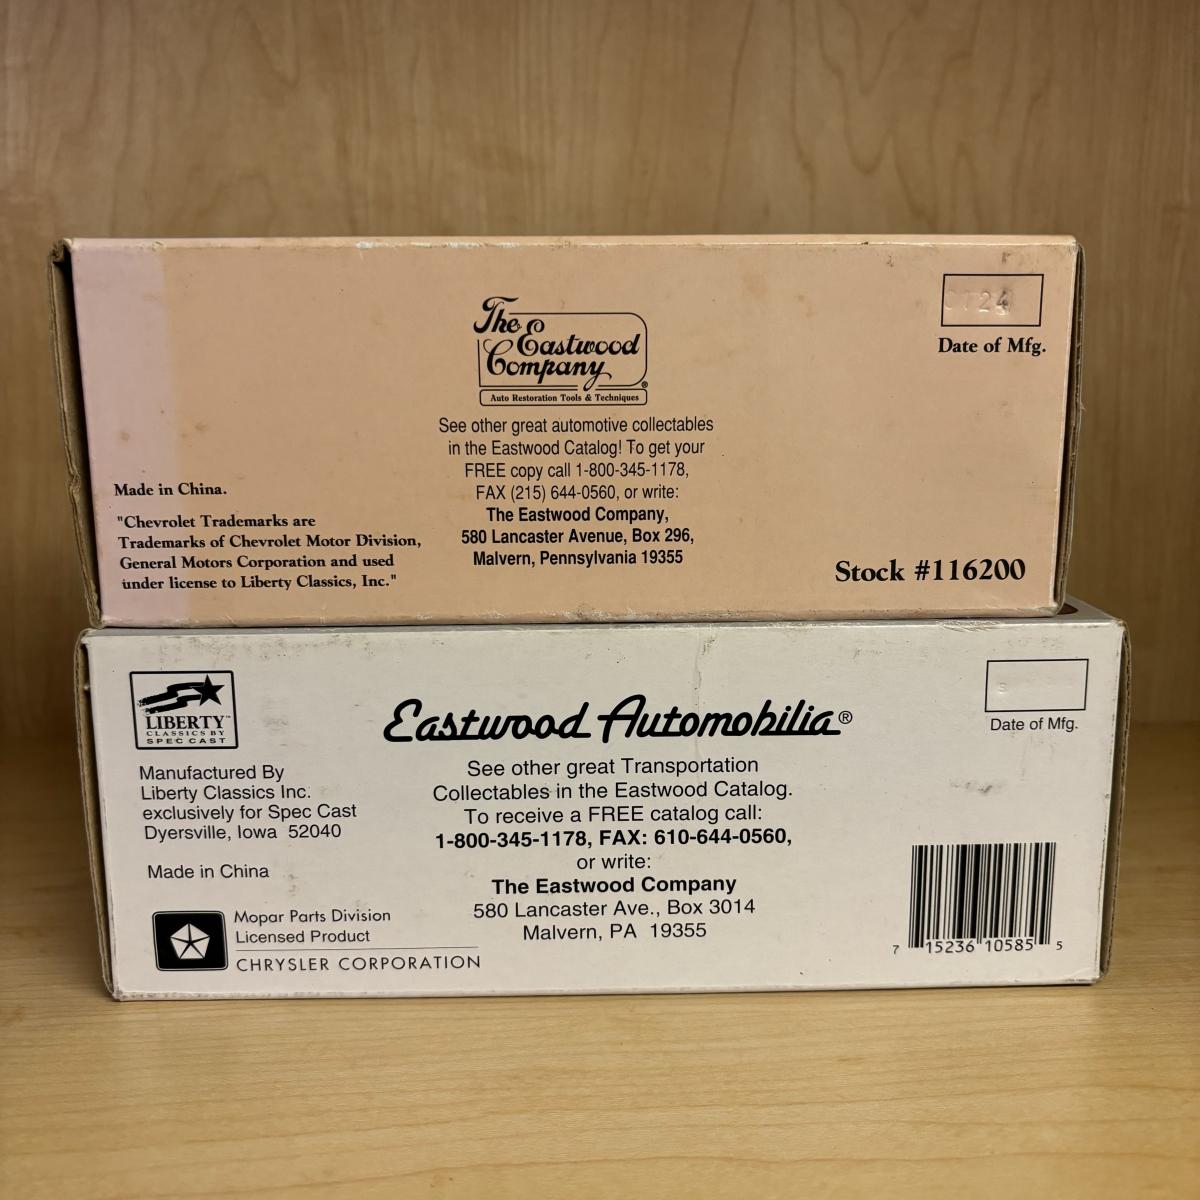 The
Eastwood
Company
®
Auto Restoration Tools & Techniques
See other great automotive collectables
in the Eastwood Catalog! To get your
FREE copy call 1-800-345-1178,
FAX (215) 644-0560, or write:
The Eastwood Company,
580 Lancaster Avenue, Box 296,
Malvern, Pennsylvania 19355
Made in China.
"Chevrolet Trademarks are
Trademarks of Chevrolet Motor Division,
General Motors Corporation and used
under license to Liberty Classics, Inc."
Date of Mfg.
Stock #116200
LIBERTY™
CLASSICS BY
SPEC CAST
Manufactured By
Liberty Classics Inc.
exclusively for Spec Cast
Dyersville, Iowa 52040
Made in China
Mopar Parts Division
Licensed Product
CHRYSLER CORPORATION
Eastwood Automobilia®
See other great Transportation
Collectables in the Eastwood Catalog.
To receive a FREE catalog call:
1-800-345-1178, FAX: 610-644-0560,
or write:
The Eastwood Company
580 Lancaster Ave., Box 3014
Malvern, PA 19355
Date of Mfg.
7 15236 10585 5